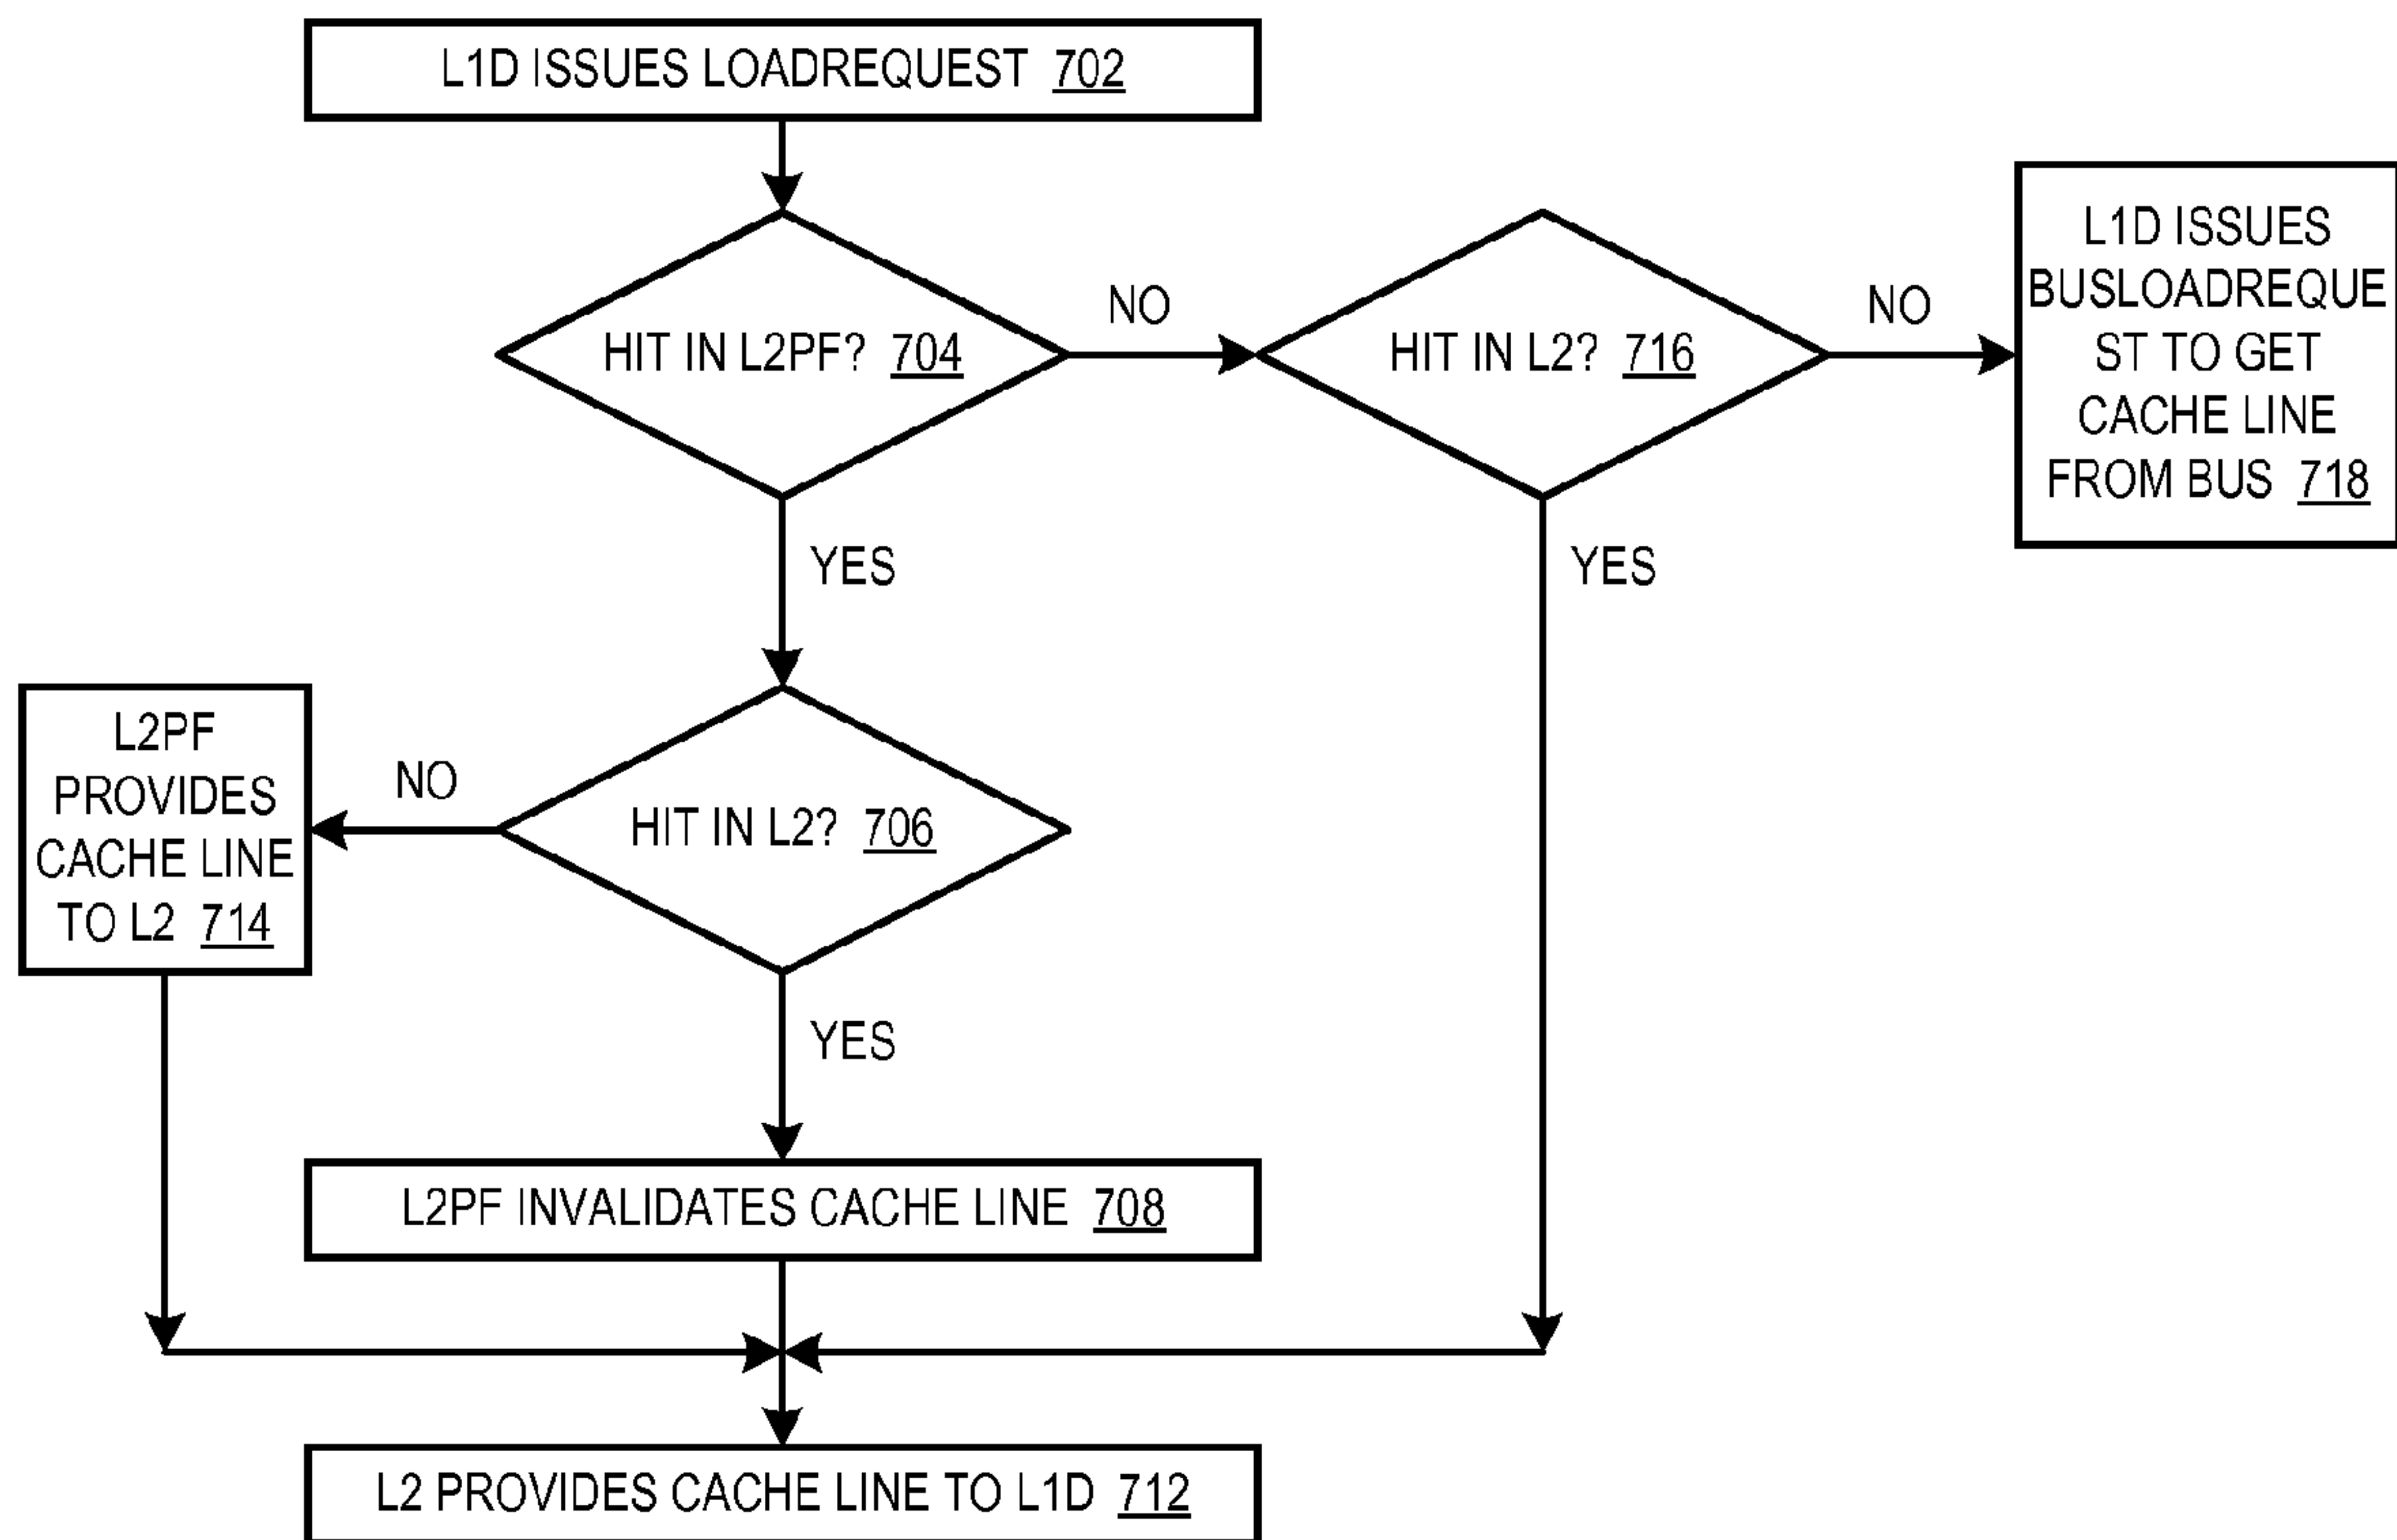 L1D ISSUES LOADREQUEST 702
HIT IN L2PF? 704
NO
HIT IN L2? 716
NO
L1D ISSUES
BUSLOADREQUE
ST TO GET
CACHE LINE
FROM BUS 718
YES
YES
L2PF
PROVIDES
CACHE LINE
TO L2 714
NO
HIT IN L2? 706
YES
L2PF INVALIDATES CACHE LINE 708
L2 PROVIDES CACHE LINE TO L1D 712